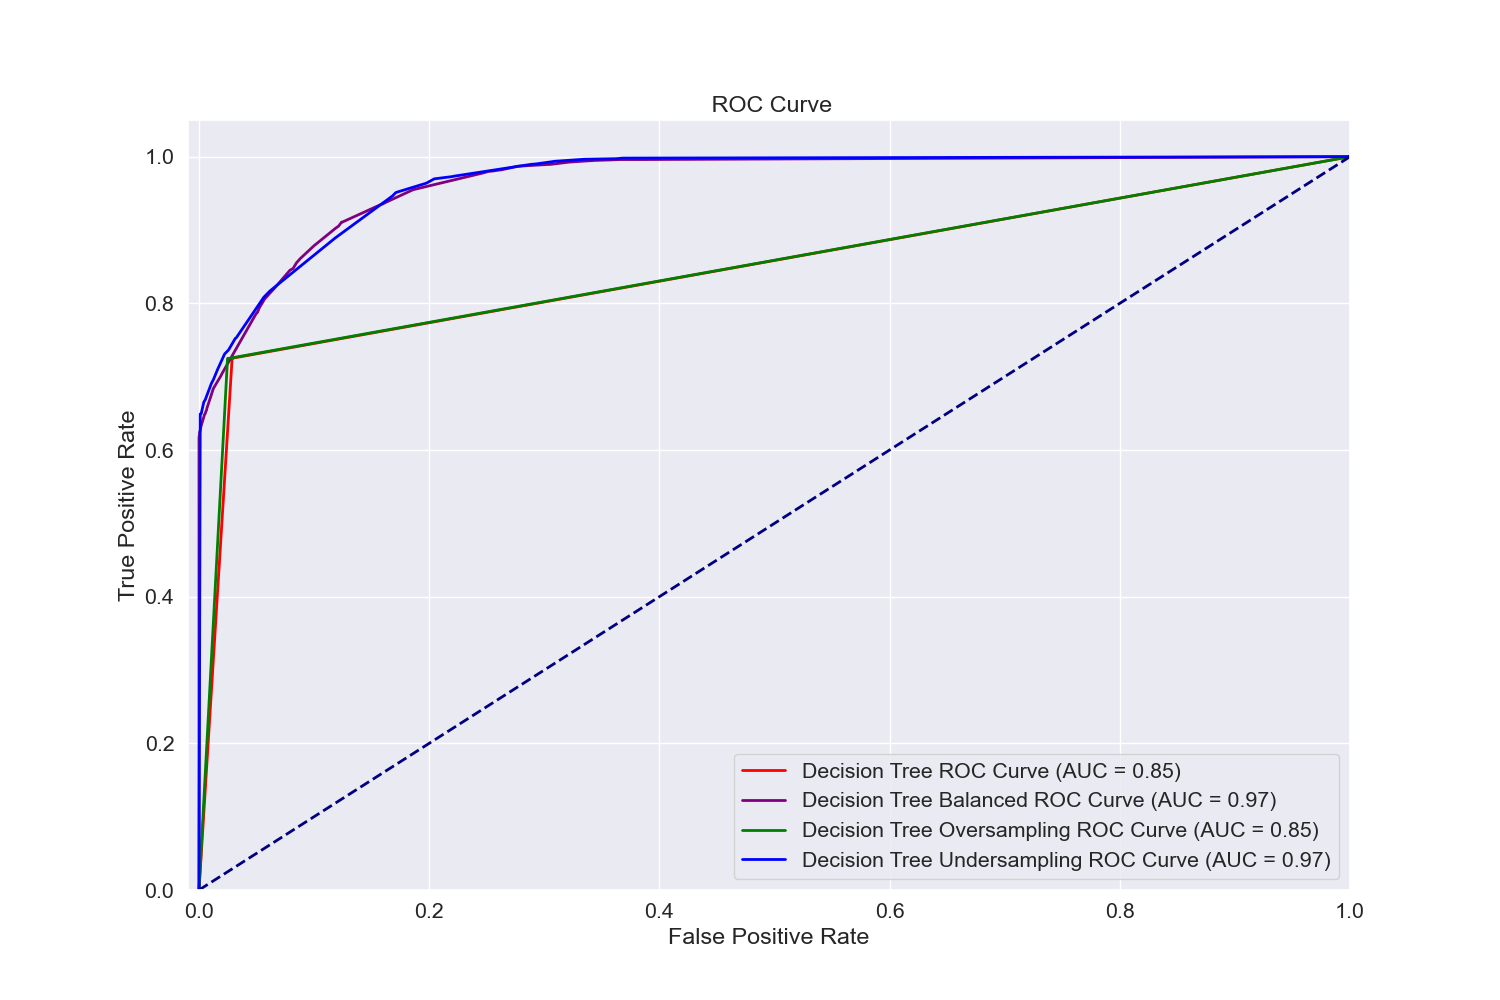 ROC Curve
1.0
0.8
0.6
0.4
0.2
0.0
True Positive Rate
Decision Tree ROC Curve (AUC = 0.85)
Decision Tree Balanced ROC Curve (AUC = 0.97)
Decision Tree Oversampling ROC Curve (AUC = 0.85)
Decision Tree Undersampling ROC Curve (AUC = 0.97)
0.0 0.2 0.4 0.6 0.8 1.0
False Positive Rate